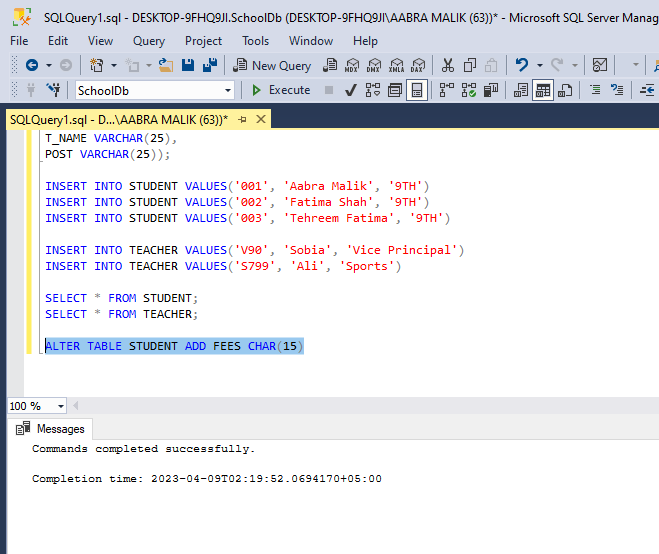 SQLQuery1.sql - DESKTOP-9FHQ9JI.SchoolDb (DESKTOP-9FHQ9JI\AABRA MALIK (63))* - Microsoft SQL Server Manag
File Edit View Query Project Tools Window Help
New Query MDX DMX XMLA DAX
SchoolDb Execute
SQLQuery1.sql - D...\AABRA MALIK (63))*
T_NAME VARCHAR(25),
POST VARCHAR(25));
INSERT INTO STUDENT VALUES('001', 'Aabra Malik', '9TH')
INSERT INTO STUDENT VALUES('002', 'Fatima Shah', '9TH')
INSERT INTO STUDENT VALUES('003', 'Tehreem Fatima', '9TH')
INSERT INTO TEACHER VALUES('V90', 'Sobia', 'Vice Principal')
INSERT INTO TEACHER VALUES('S799', 'Ali', 'Sports')
SELECT * FROM STUDENT;
SELECT * FROM TEACHER;
ALTER TABLE STUDENT ADD FEES CHAR(15)
100 %
Messages
Commands completed successfully.
Completion time: 2023-04-09T02:19:52.0694170+05:00